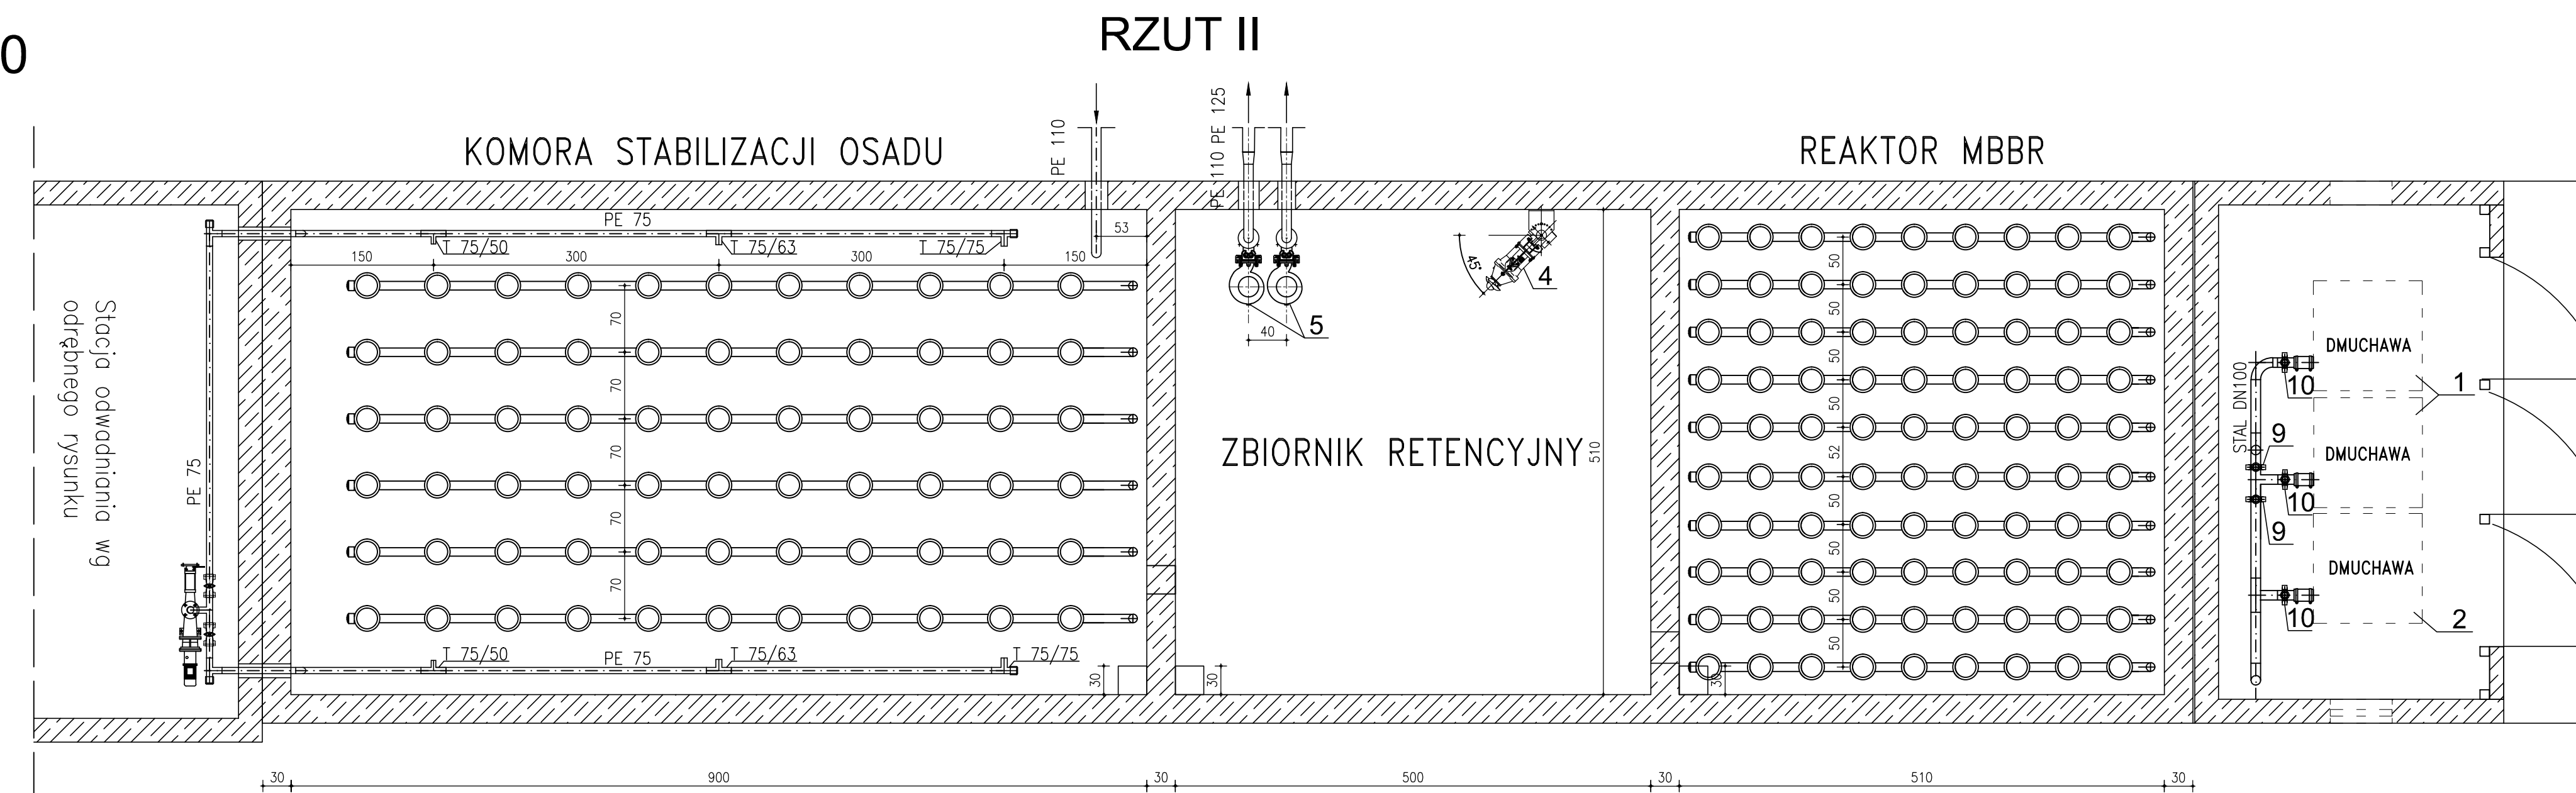 RZUT II
0
KOMORA STABILIZACJI OSADU
REAKTOR MBBR
PE 110
PE 110 PE 125
PE 75
T 75/50
T 75/63
T 75/75
53
150
300
300
150
70
70
70
70
70
Stacja odwadniania wg
odrębnego rysunku
PE 75
T 75/50
PE 75
T 75/63
T 75/75
30
30
40
5
45°
4
ZBIORNIK RETENCYJNY
510
50
50
50
50
52
50
50
50
50
30
STAL DN100
DMUCHAWA
DMUCHAWA
DMUCHAWA
10
1
9
10
9
10
2
30
900
30
500
30
510
30